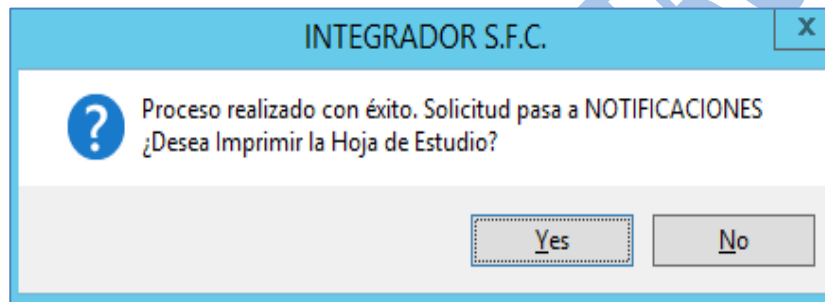 INTEGRADOR S.F.C.
X
Proceso realizado con éxito. Solicitud pasa a NOTIFICACIONES
¿Desea Imprimir la Hoja de Estudio?
Yes
No